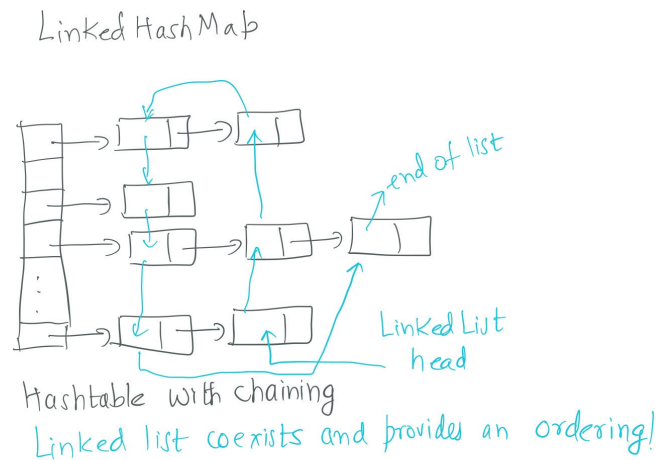 Linked HashMap
end of list
Linked List
head
Hashtable with chaining
Linked list coexists and provides an ordering!